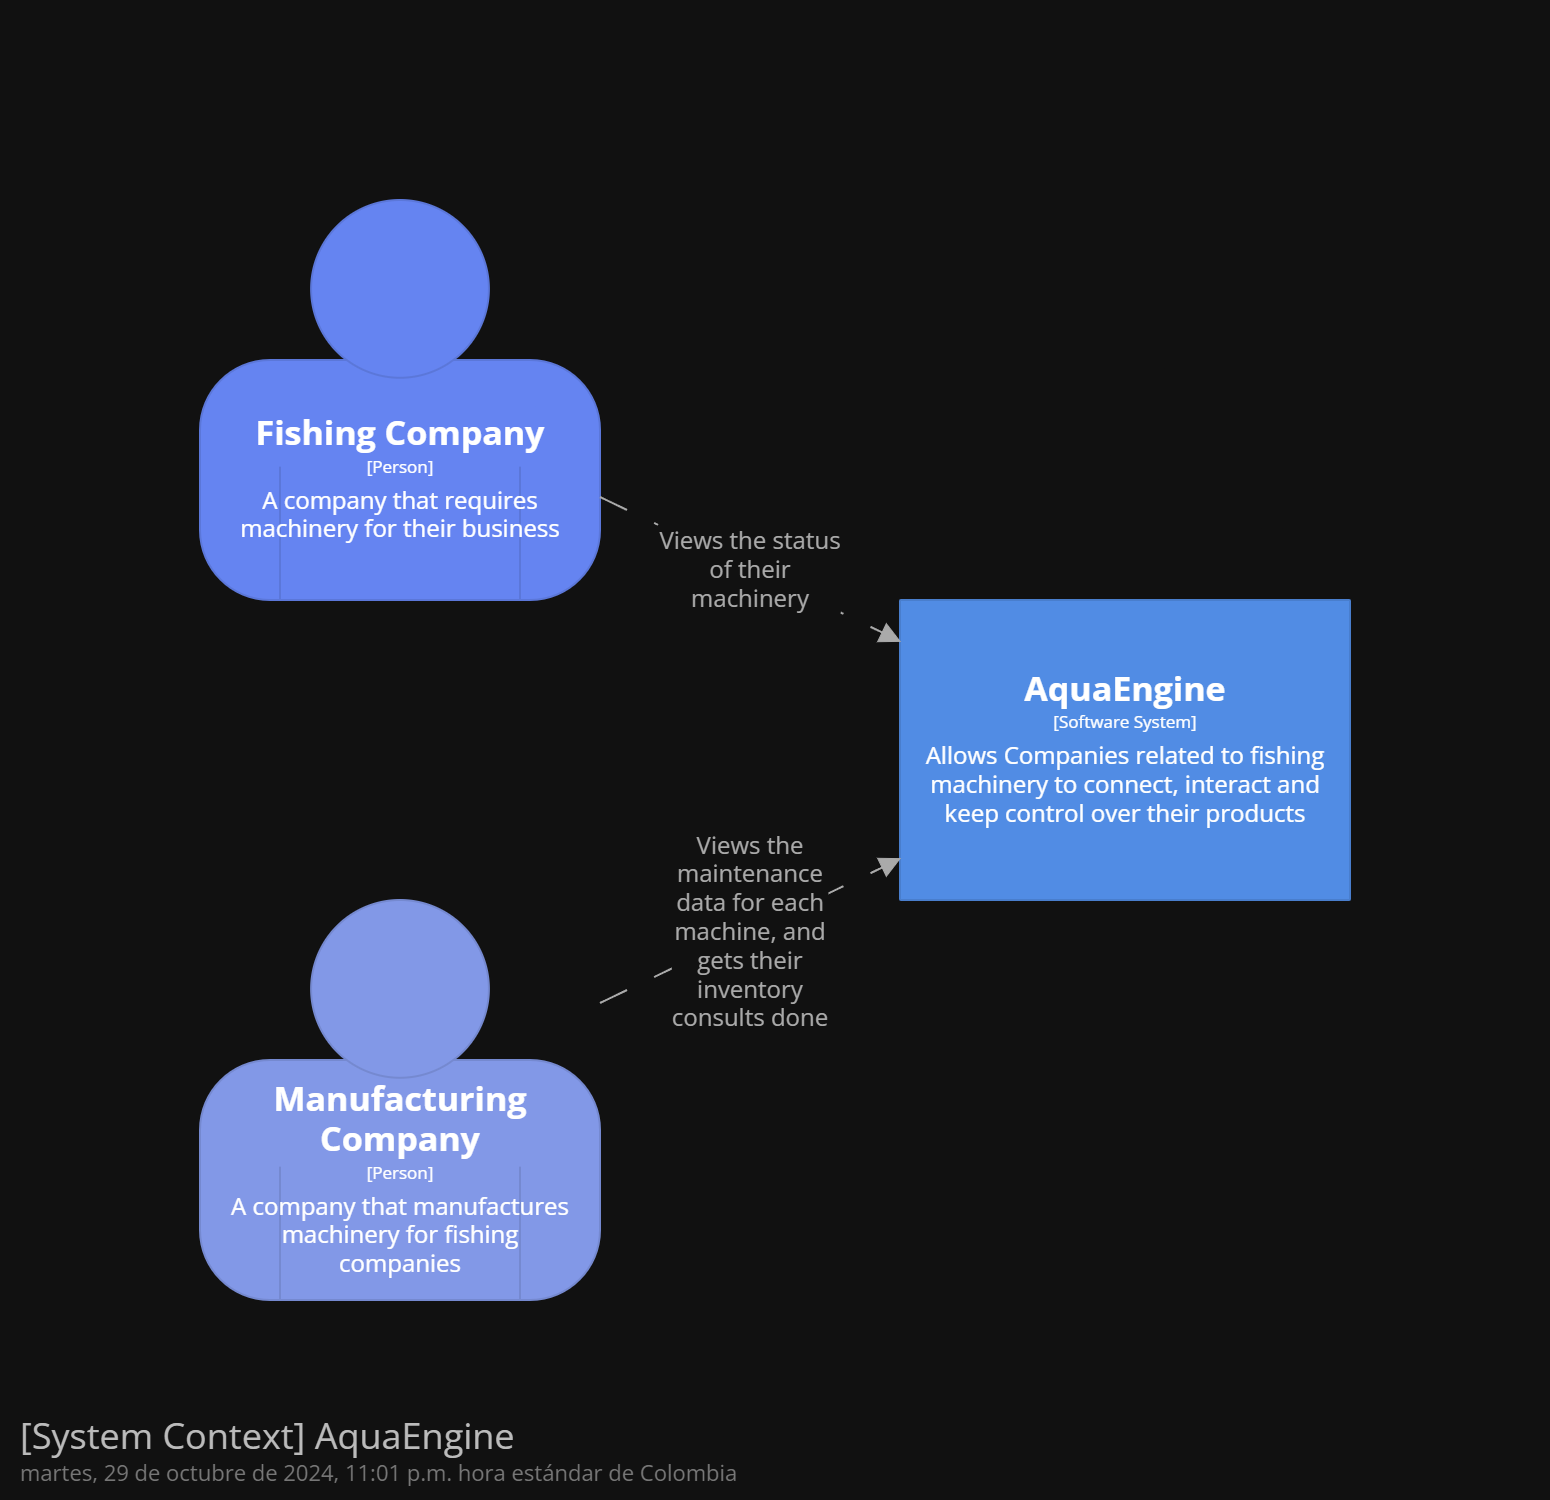 Fishing Company
[Person]
A company that requires
machinery for their business
Views the status
of their
machinery
AquaEngine
[Software System]
Allows Companies related to fishing
machinery to connect, interact and
keep control over their products
Views the
maintenance
data for each
machine, and
gets their
inventory
consults done
Manufacturing
Company
[Person]
A company that manufactures
machinery for fishing
companies
[System Context] AquaEngine
martes, 29 de octubre de 2024, 11:01 p.m. hora estándar de Colombia